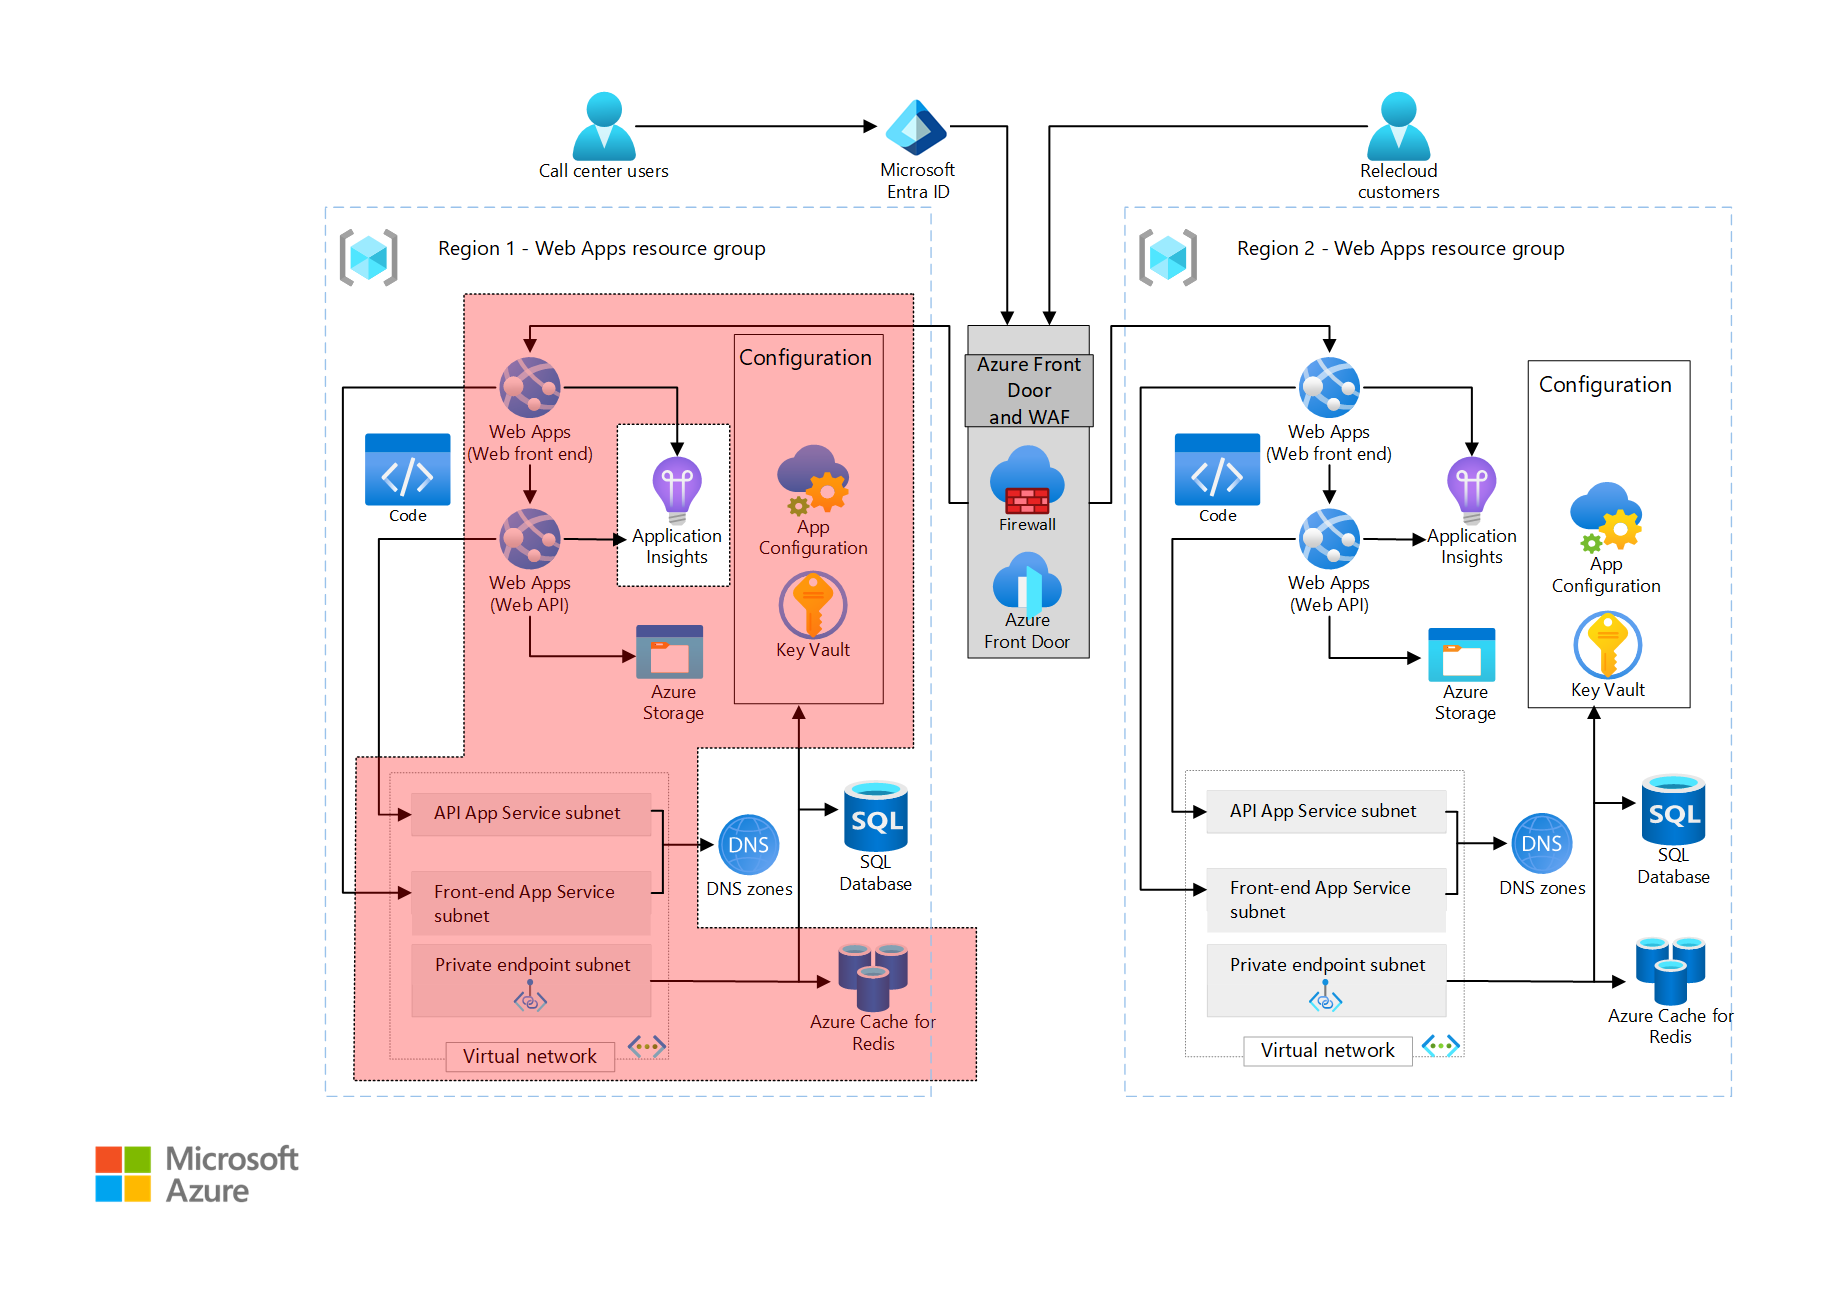 Call center users
Microsoft
Entra ID
Relecloud
customers
Region 1 - Web Apps resource group
Web Apps
(Web front end)
Code
Web Apps
(Web API)
Application
Insights
Azure
Storage
Configuration
App
Configuration
Key Vault
API App Service subnet
Front-end App Service
subnet
Private endpoint subnet
Virtual network
DNS
DNS zones
SQL
SQL
Database
Azure Cache for
Redis
Azure Front
Door
and WAF
Firewall
Azure
Front Door
Region 2 - Web Apps resource group
Web Apps
(Web front end)
Code
Web Apps
(Web API)
Application
Insights
Azure
Storage
Configuration
App
Configuration
Key Vault
API App Service subnet
Front-end App Service
subnet
Private endpoint subnet
Virtual network
DNS
DNS zones
SQL
SQL
Database
Azure Cache for
Redis
Microsoft
Azure